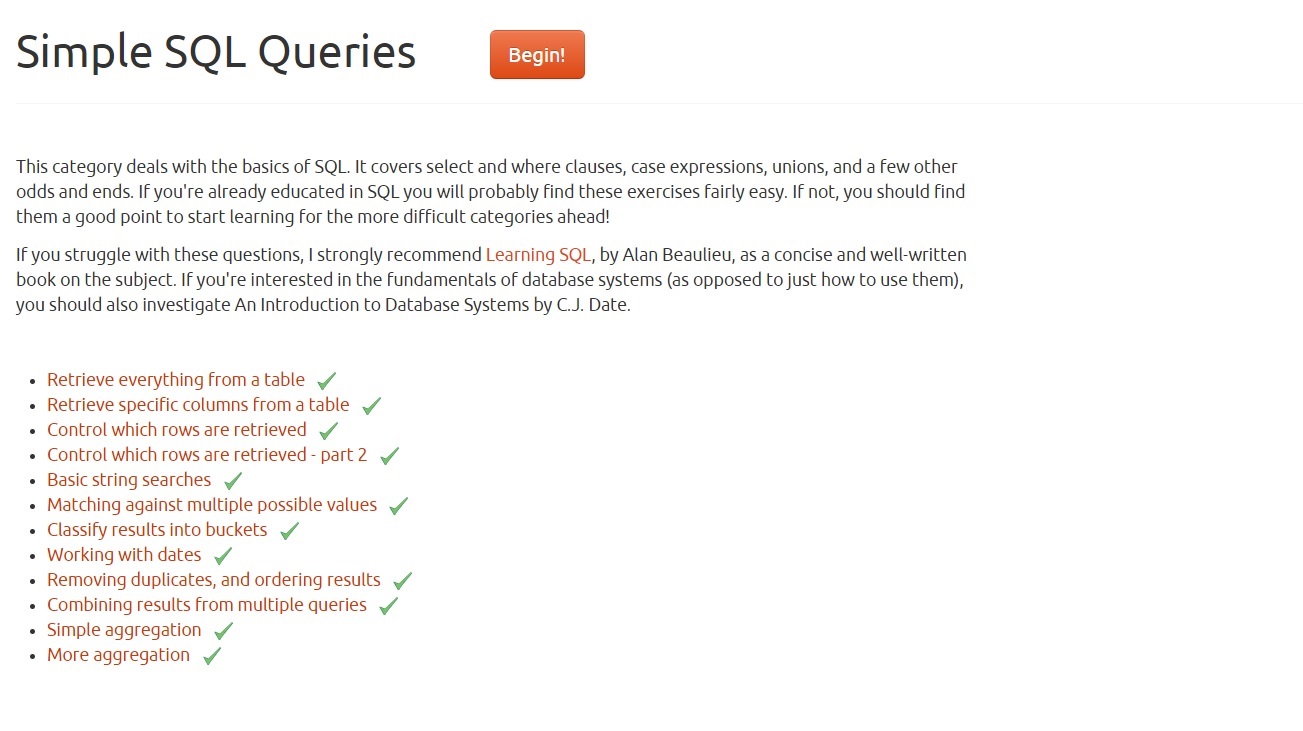 Simple SQL Queries
Begin!
This category deals with the basics of SQL. It covers select and where clauses, case expressions, unions, and a few other
odds and ends. If you're already educated in SQL you will probably find these exercises fairly easy. If not, you should find
them a good point to start learning for the more difficult categories ahead!
If you struggle with these questions, I strongly recommend Learning SQL, by Alan Beaulieu, as a concise and well-written
book on the subject. If you're interested in the fundamentals of database systems (as opposed to just how to use them),
you should also investigate An Introduction to Database Systems by C.J. Date.
Retrieve everything from a table
Retrieve specific columns from a table
Control which rows are retrieved
Control which rows are retrieved - part 2
Basic string searches
Matching against multiple possible values
Classify results into buckets
Working with dates
Removing duplicates, and ordering results
Combining results from multiple queries
Simple aggregation
More aggregation